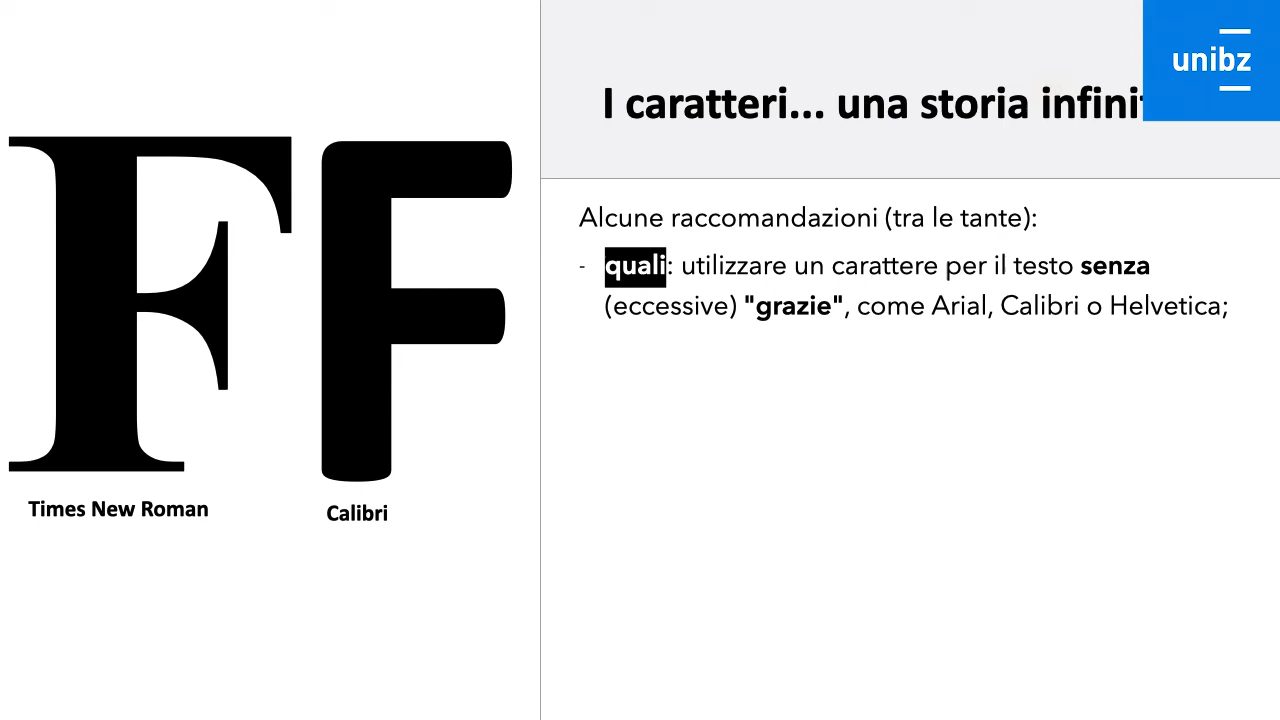 F F
Times New Roman
Calibri
I caratteri... una storia infini
unibz
Alcune raccomandazioni (tra le tante):
- quali: utilizzare un carattere per il testo senza
(eccessive) "grazie", come Arial, Calibri o Helvetica;